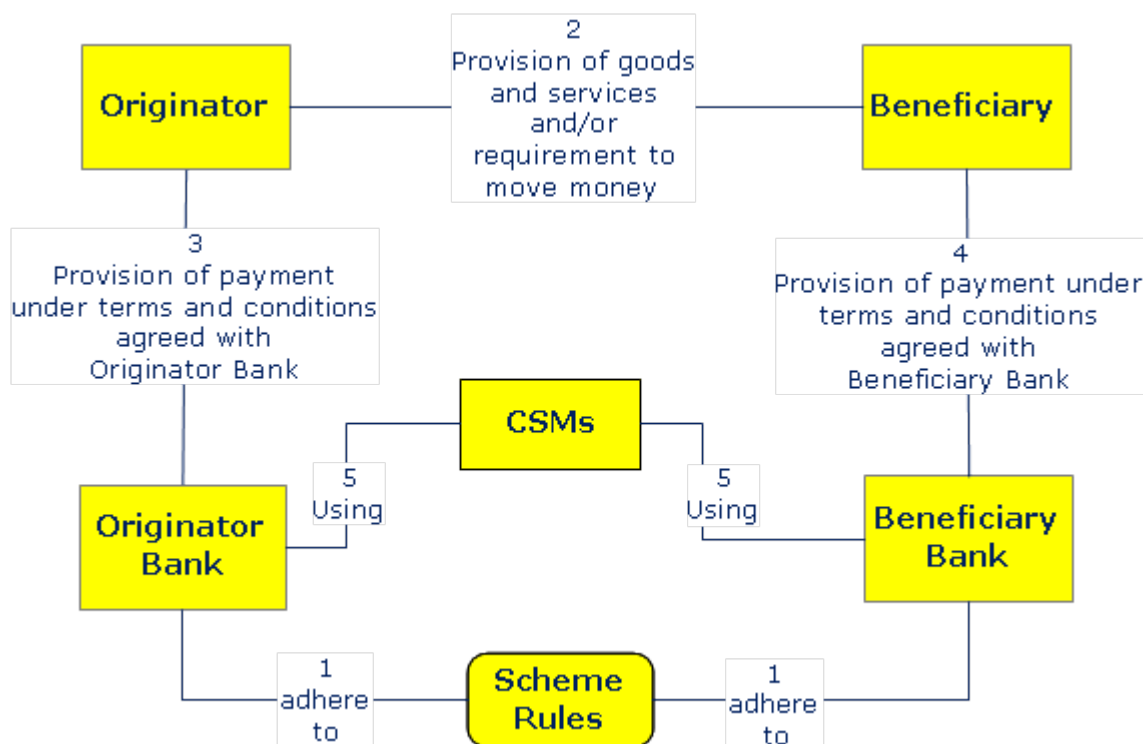 Originator
2
Provision of goods
and services
and/or
requirement to
move money
Beneficiary
3
Provision of payment
under terms and conditions
agreed with
Originator Bank
4
Provision of payment under
terms and conditions
agreed with
Beneficiary Bank
CSMs
5
Using
5
Using
Originator
Bank
Beneficiary
Bank
1
adhere
to
Scheme
Rules
1
adhere
to